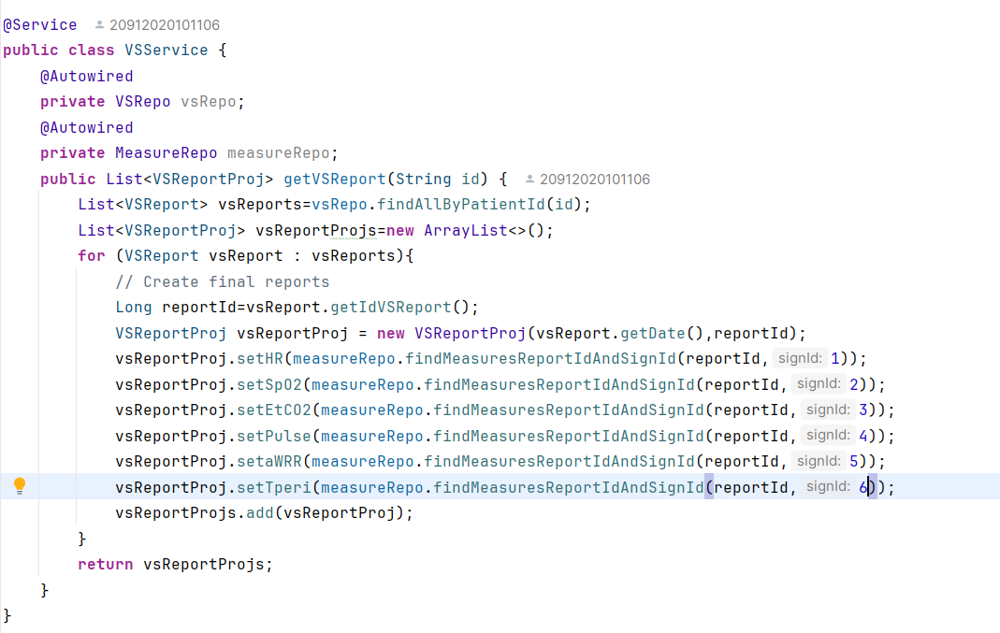 @Service 20912020101106
public class VSService {
    @Autowired
    private VSRepo vsRepo;
    @Autowired
    private MeasureRepo measureRepo;
    public List<VSReportProj> getVSReport(String id) { 20912020101106
        List<VSReport> vsReports=vsRepo.findAllByPatientId(id);
        List<VSReportProj> vsReportProjs=new ArrayList<>();
        for (VSReport vsReport : vsReports){
            // Create final reports
            Long reportId=vsReport.getIdVSReport();
            VSReportProj vsReportProj = new VSReportProj(vsReport.getDate(),reportId);
            vsReportProj.setHR(measureRepo.findMeasuresReportIdAndSignId(reportId, signId: 1));
            vsReportProj.setSpO2(measureRepo.findMeasuresReportIdAndSignId(reportId, signId: 2));
            vsReportProj.setEtCO2(measureRepo.findMeasuresReportIdAndSignId(reportId, signId: 3));
            vsReportProj.setPulse(measureRepo.findMeasuresReportIdAndSignId(reportId, signId: 4));
            vsReportProj.setaWRR(measureRepo.findMeasuresReportIdAndSignId(reportId, signId: 5));
            vsReportProj.setTperi(measureRepo.findMeasuresReportIdAndSignId(reportId, signId: 6));
            vsReportProjs.add(vsReportProj);
        }
        return vsReportProjs;
    }
}